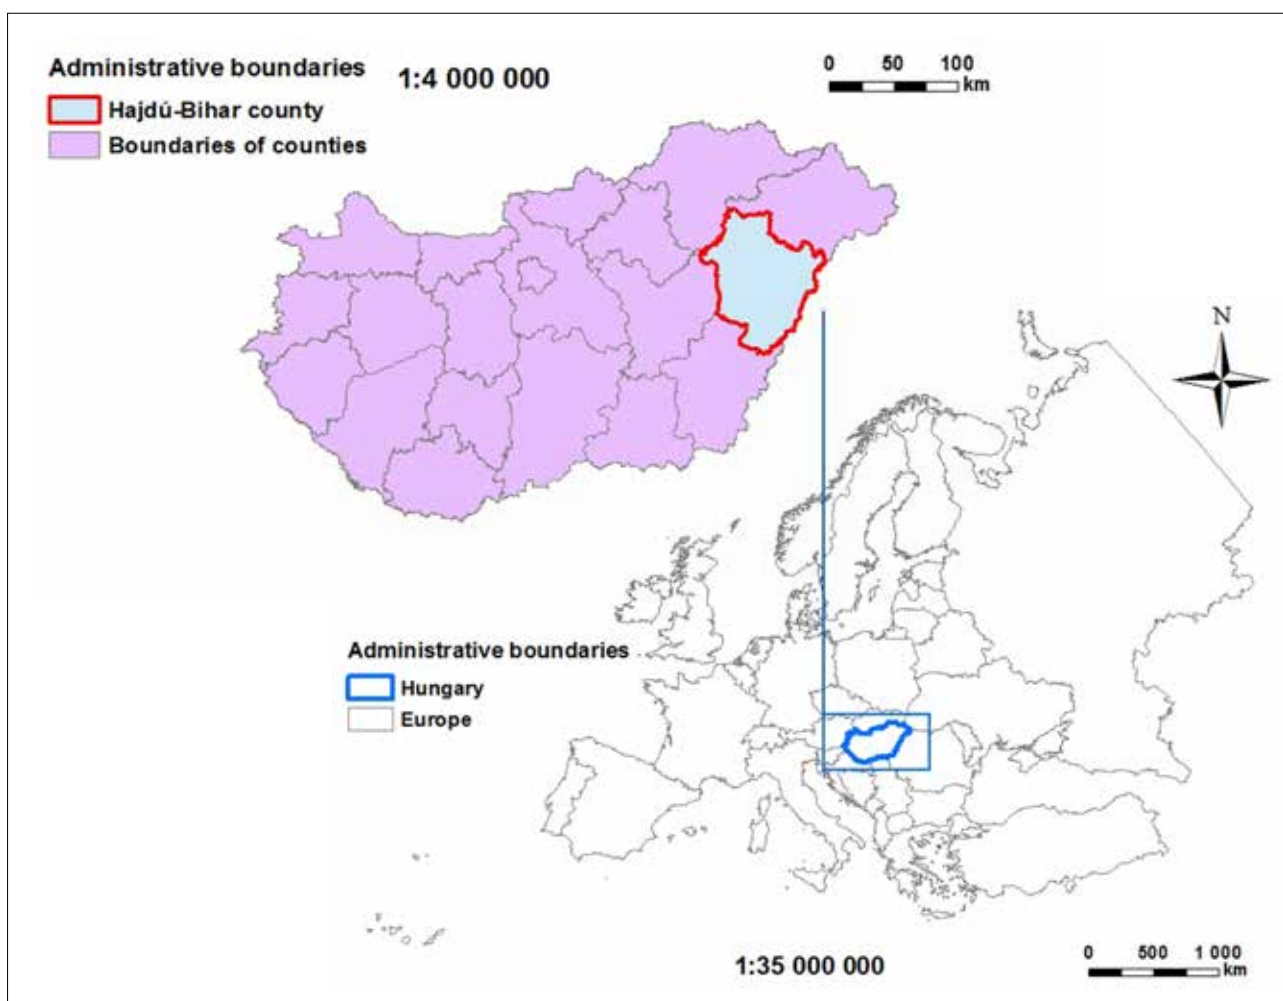 Administrative boundaries
1:4 000 000
0 50 100
km
Hajdú-Bihar county
Boundaries of counties
N
Administrative boundaries
Hungary
Europe
1:35 000 000
0 500 1 000
km